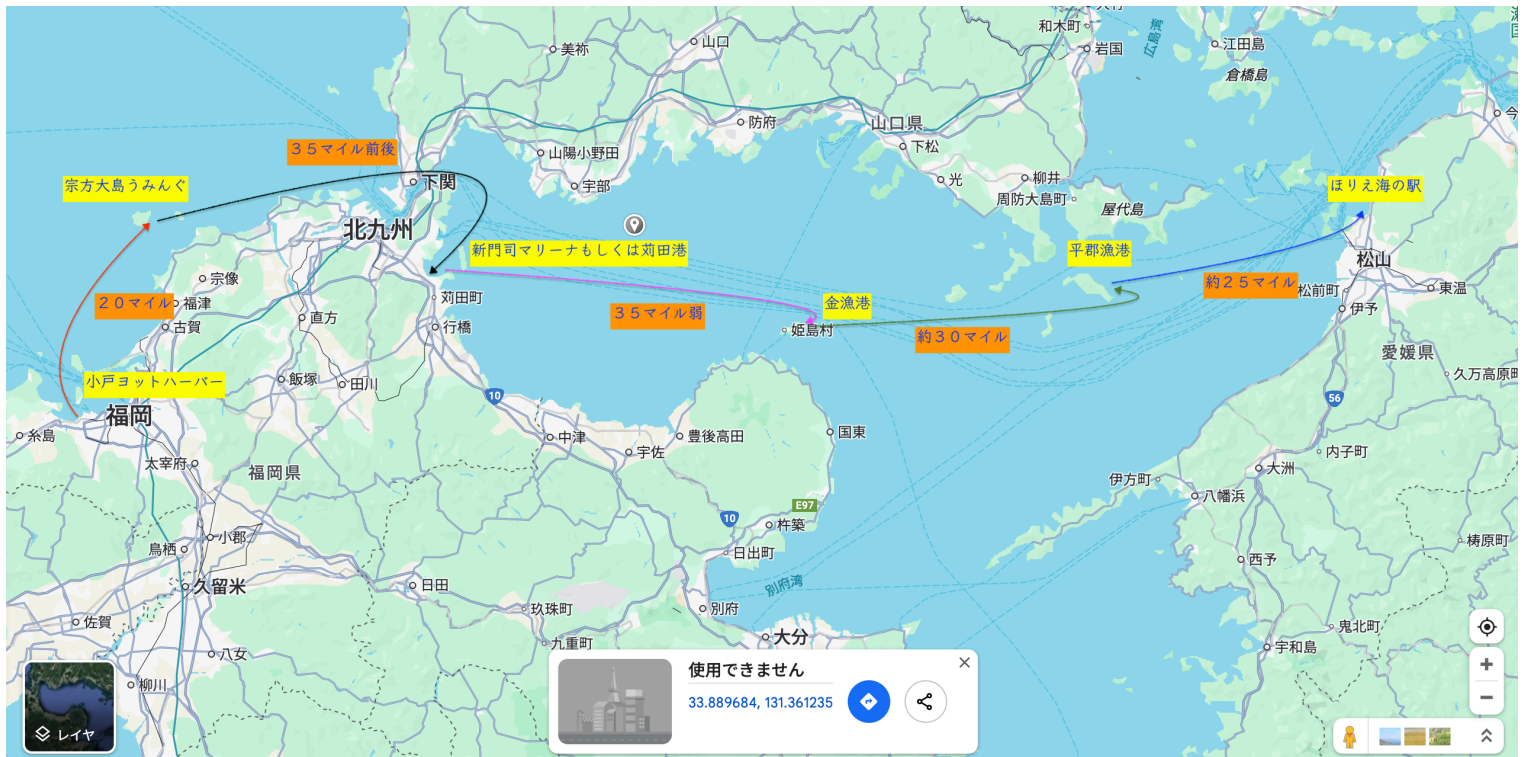 美祢
山口
和木町
岩国
広島湾
江田島
倉橋島
防府
山口県
下松
山陽小野田
宇部
光
柳井
周防大島町
屋代島
今
35マイル前後
下関
宗方大島うみんぐ
ほりえ海の駅
北九州
新門司マリーナもしくは苅田港
平郡漁港
松山
宗像
約25マイル
松前町
東温
20マイル
福津
苅田町
金漁港
伊予
古賀
直方
35マイル弱
行橋
姫島村
約30マイル
愛媛県
小戸ヨットハーバー
飯塚
田川
久万高原町
10
56
福岡
糸島
中津
豊後高田
国東
宇佐
内子町
太宰府
福岡県
大洲
伊方町
八幡浜
E97
10
杵築
小郡
鳥栖
日出町
梼原町
西予
久留米
日田
別府湾
玖珠町
別府
佐賀
九重町
大分
鬼北町
宇和島
八女
柳川
使用できません
33.889684, 131.361235
レイヤ